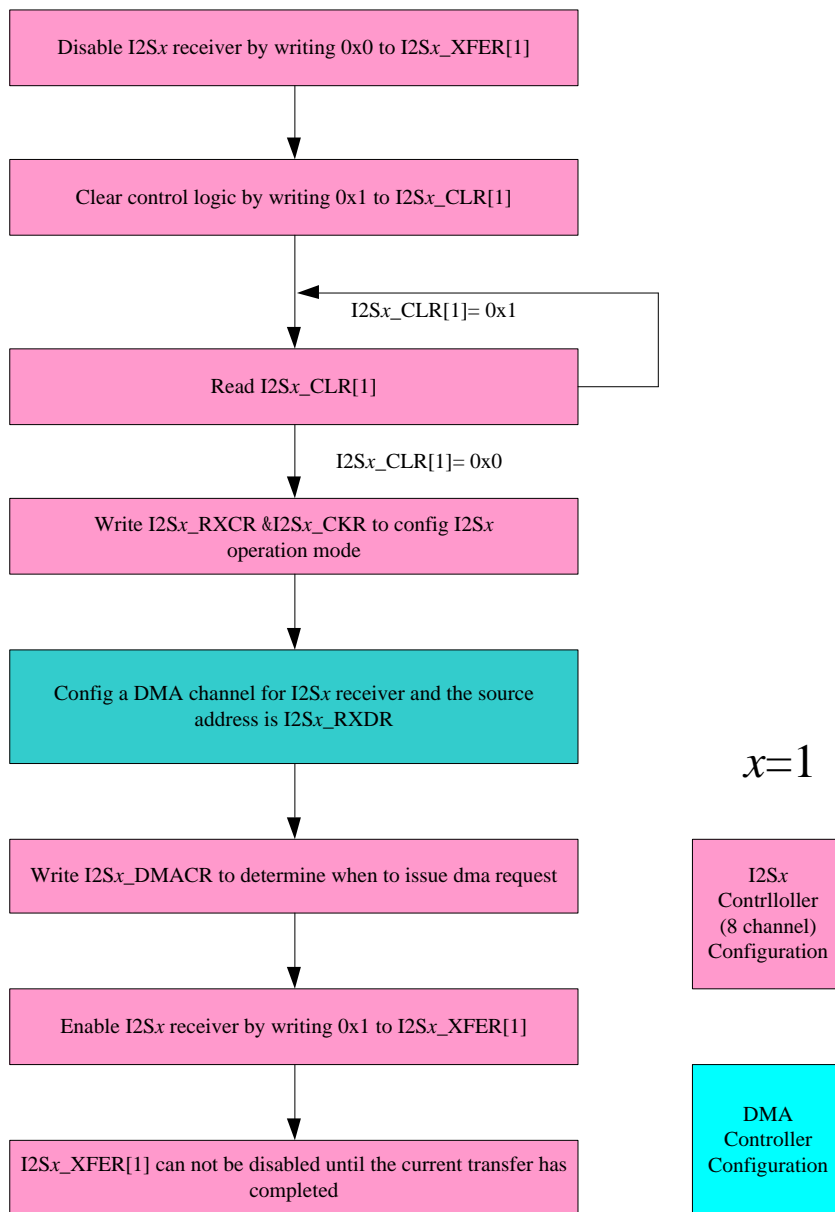 Disable I2Sx receiver by writing 0x0 to I2Sx_XFER[1]
Clear control logic by writing 0x1 to I2Sx_CLR[1]
I2Sx_CLR[1]= 0x1
Read I2Sx_CLR[1]
I2Sx_CLR[1]= 0x0
Write I2Sx_RXCR &I2Sx_CKR to config I2Sx
operation mode
Config a DMA channel for I2Sx receiver and the source
address is I2Sx_RXDR
x=1
Write I2Sx_DMACR to determine when to issue dma request
I2Sx
Contrlloller
(8 channel)
Configuration
Enable I2Sx receiver by writing 0x1 to I2Sx_XFER[1]
I2Sx_XFER[1] can not be disabled until the current transfer has
completed
DMA
Controller
Configuration